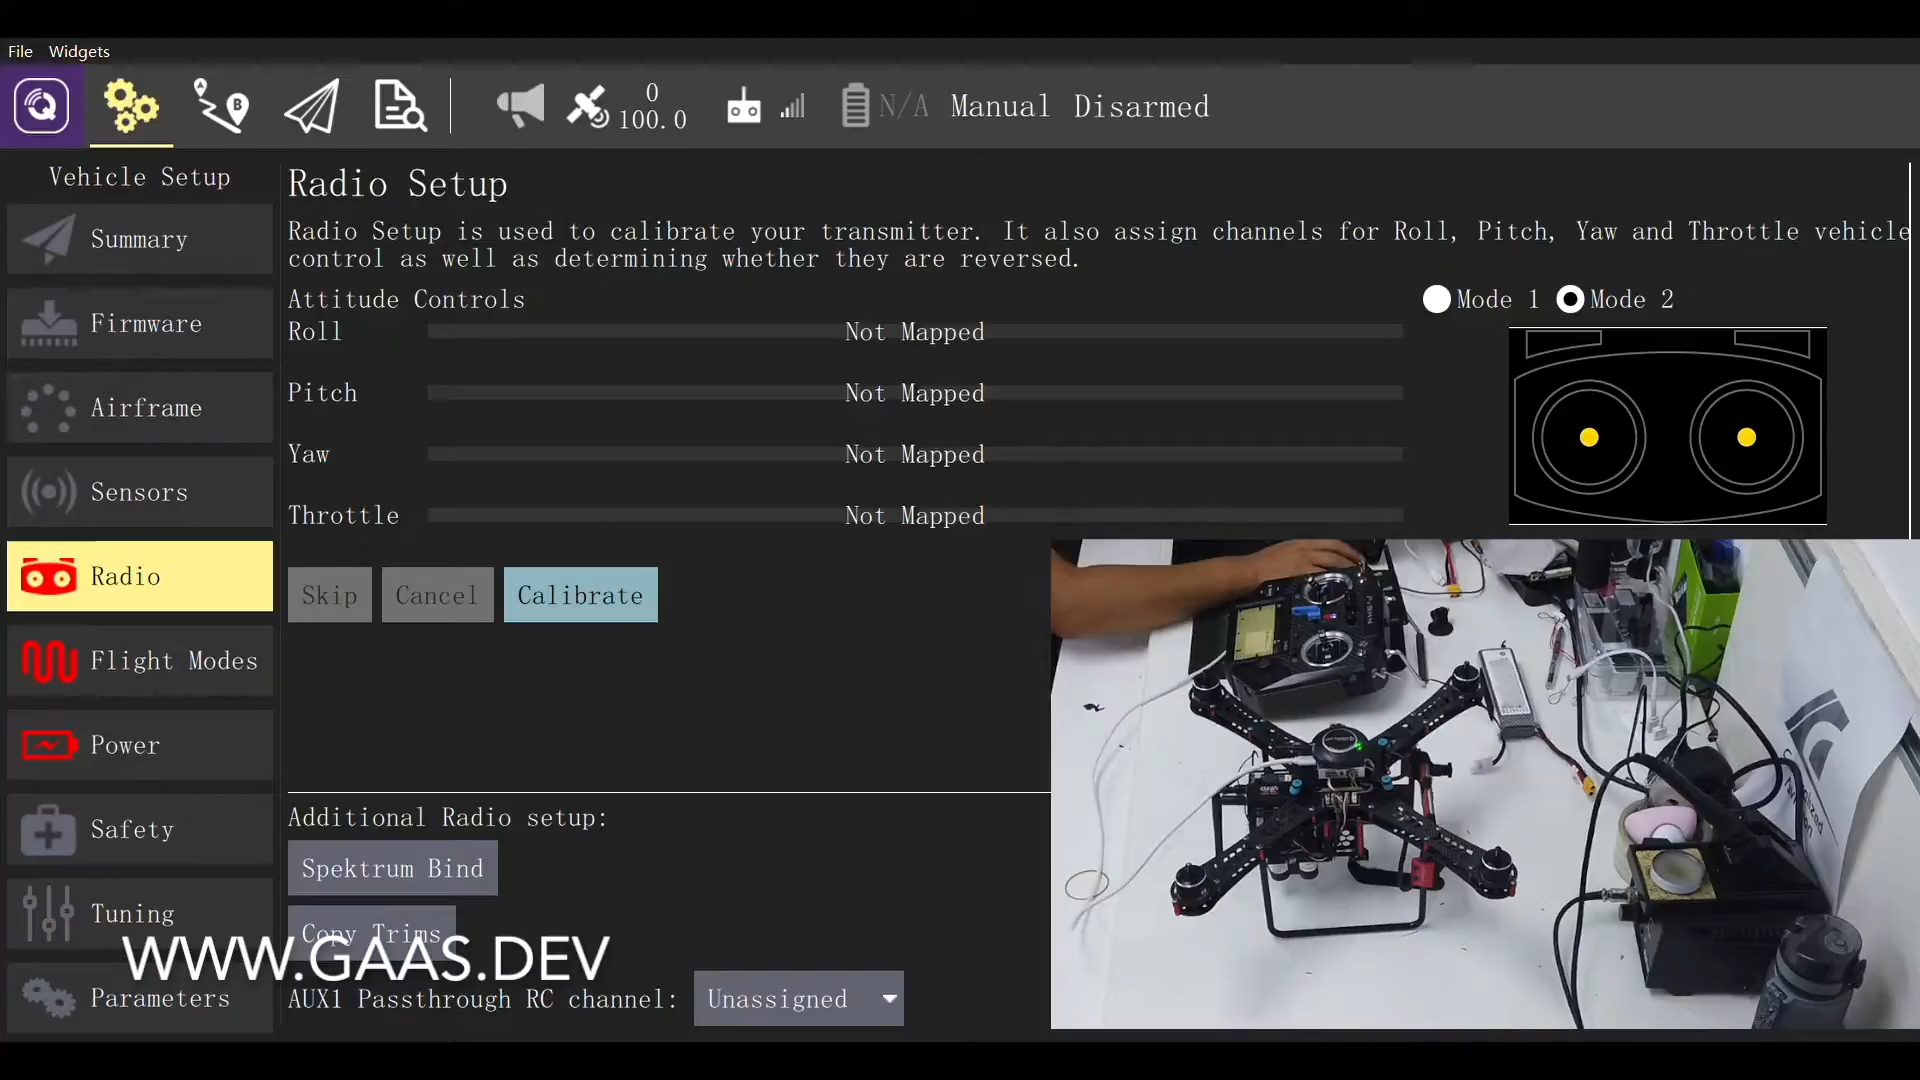 File Widgets
0
100.0
N/A Manual Disarmed
Vehicle Setup
Summary
Firmware
Airframe
Sensors
Radio
Flight Modes
Power
Safety
Tuning
Parameters
Radio Setup
Radio Setup is used to calibrate your transmitter. It also assign channels for Roll, Pitch, Yaw and Throttle vehicle
control as well as determining whether they are reversed.
Attitude Controls
Mode 1 Mode 2
Roll Not Mapped
Pitch Not Mapped
Yaw Not Mapped
Throttle Not Mapped
Skip Cancel Calibrate
Additional Radio setup:
Spektrum Bind
Copy Trims
WWW.GAAS.DEV
AUX1 Passthrough RC channel: Unassigned